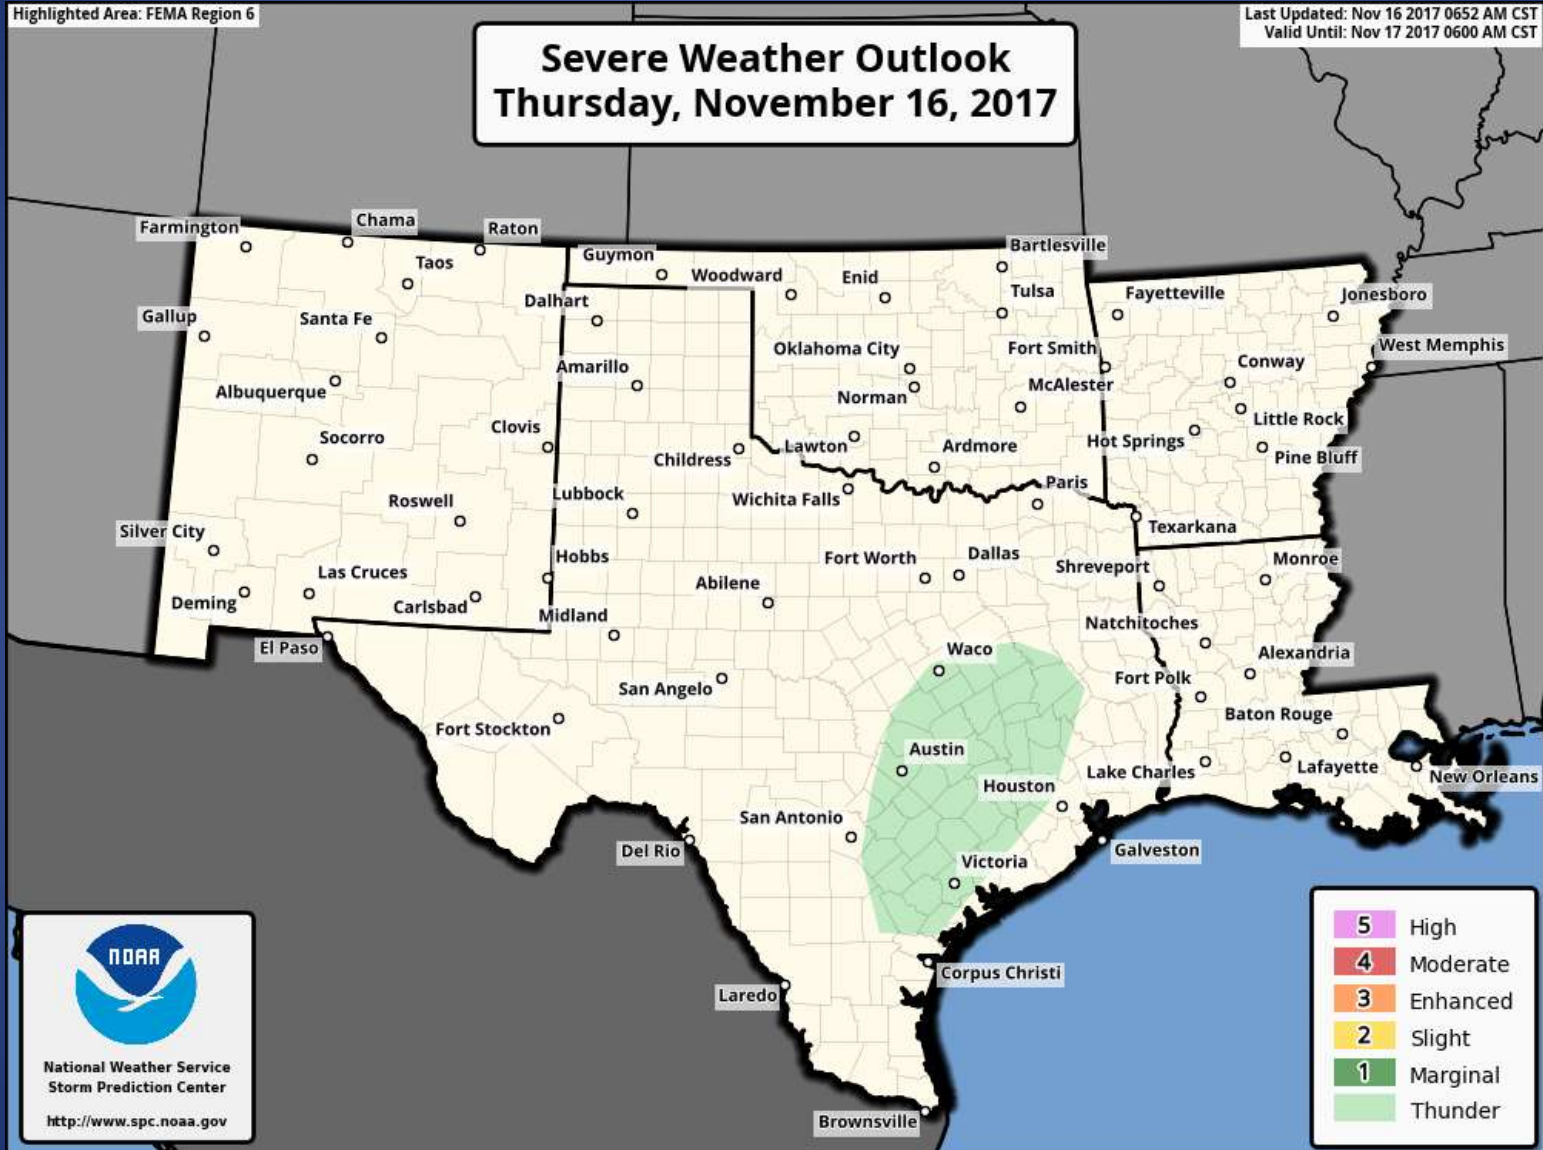 Highlighted Area: FEMA Region 6
Last Updated: Nov 16 2017 0652 AM CST
Valid Until: Nov 17 2017 0600 AM CST
Severe Weather Outlook
Thursday, November 16, 2017
Farmington
Chama
Raton
Taos
Guymon
Woodward
Enid
Bartlesville
Tulsa
Fayetteville
Jonesboro
Gallup
Santa Fe
Dalhart
Oklahoma City
Fort Smith
West Memphis
Albuquerque
Amarillo
Norman
McAlester
Conway
Little Rock
Socorro
Clovis
Childress
Lawton
Ardmore
Hot Springs
Pine Bluff
Roswell
Lubbock
Wichita Falls
Paris
Texarkana
Silver City
Las Cruces
Hobbs
Fort Worth
Dallas
Shreveport
Monroe
Deming
Carlsbad
Midland
Abilene
Natchitoches
El Paso
San Angelo
Waco
Fort Polk
Alexandria
Fort Stockton
Austin
Baton Rouge
Houston
Lake Charles
Lafayette
New Orleans
San Antonio
Del Rio
Victoria
Galveston
Laredo
Corpus Christi
Brownsville
NOAA
National Weather Service
Storm Prediction Center
http://www.spc.noaa.gov
5 High
4 Moderate
3 Enhanced
2 Slight
1 Marginal
Thunder